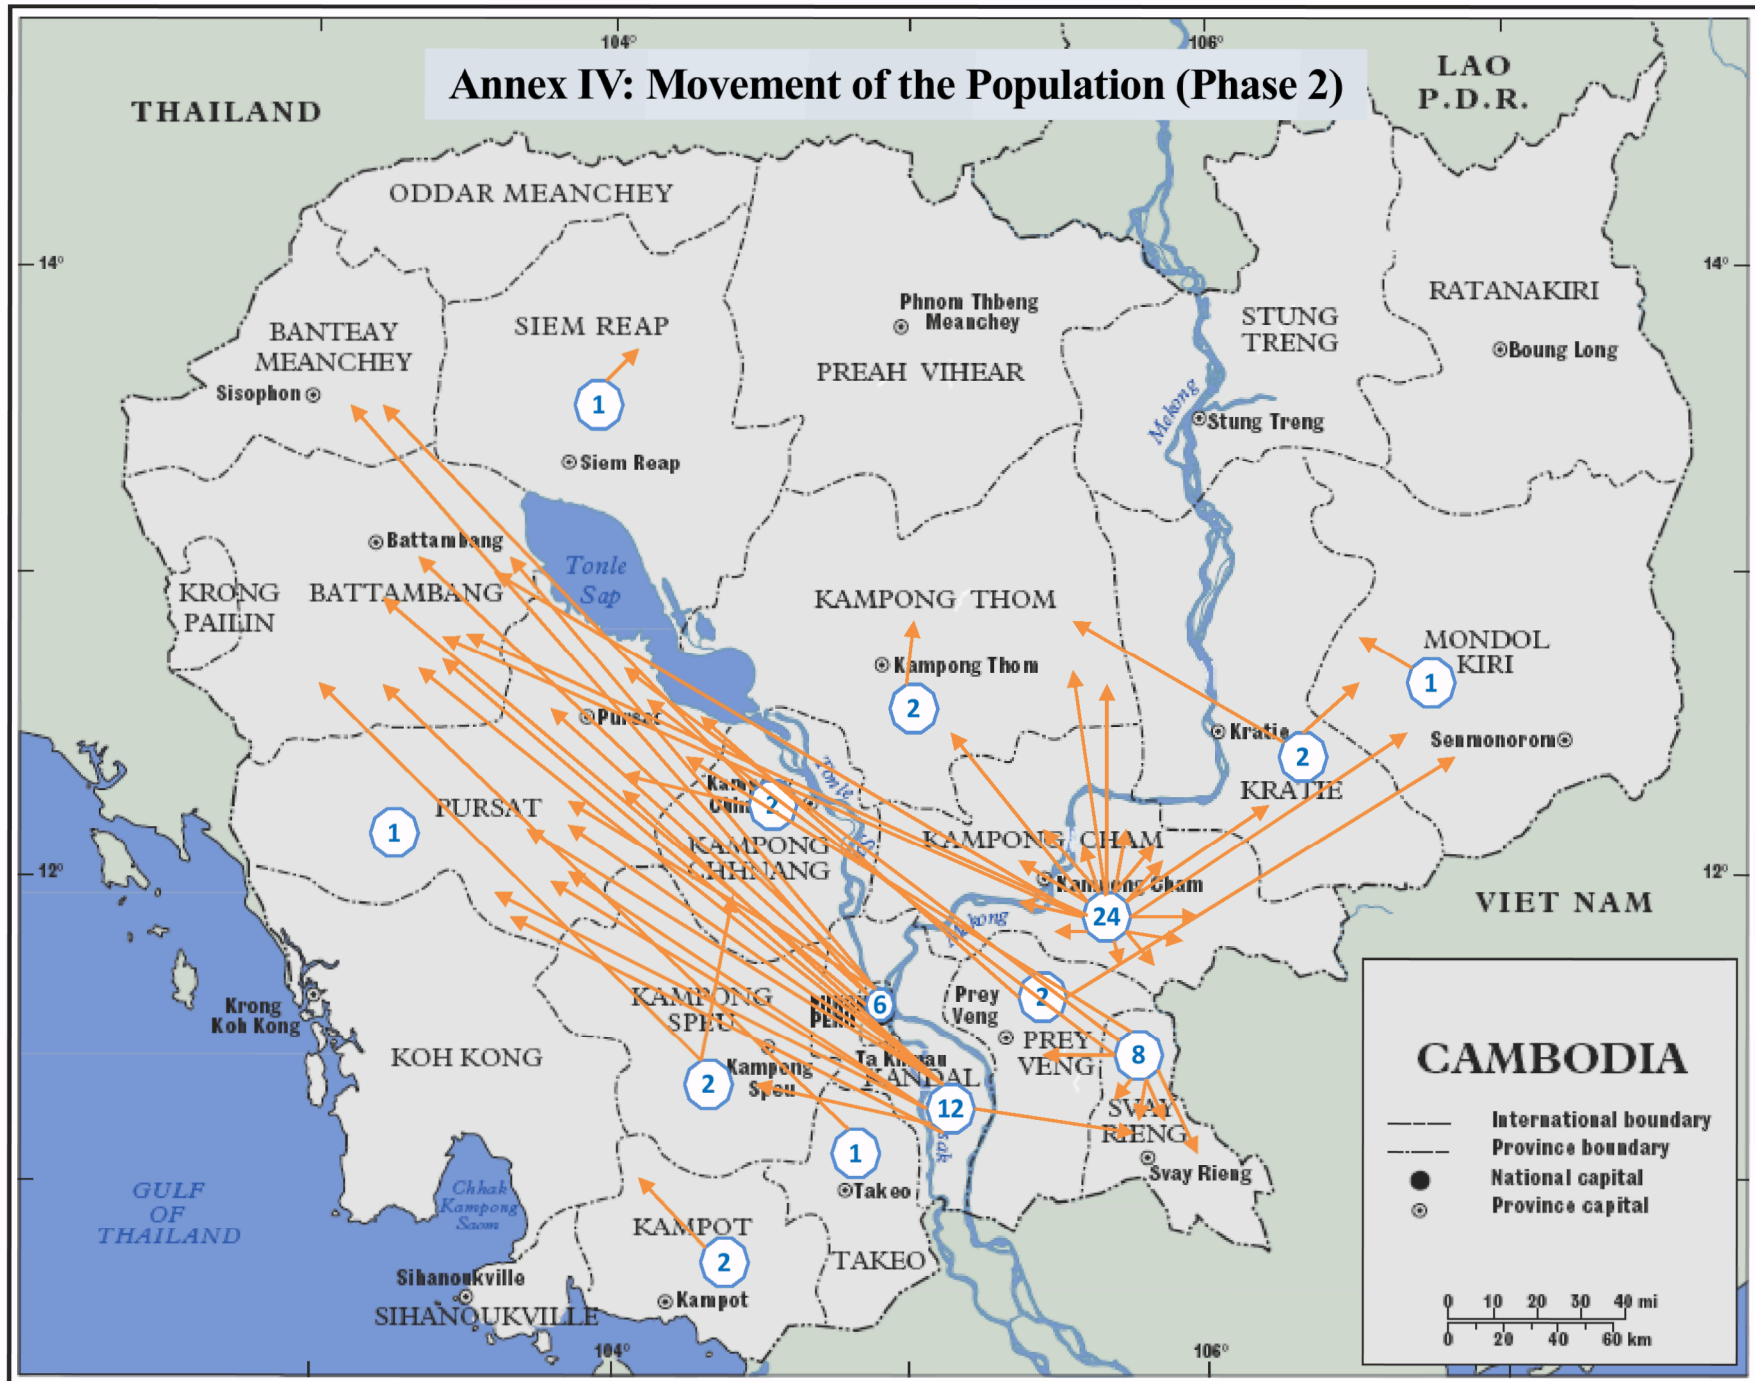 104°
106°
Annex IV: Movement of the Population (Phase 2)
LAO
P.D.R.
THAILAND
ODDAR MEANCHEY
14°
14°
RATANAKIRI
Phnom Thbeng
Meanchey
STUNG
TRENG
SIEM REAP
BANTEAY
MEANCHEY
Boung Long
PREAH VIHEAR
Sisophon
1
Mekong
Stung Treng
Siem Reap
Battambang
Tonle
Sap
KRONG
PAILIN
BATTAMBANG
KAMPONG THOM
MONDOL
KIRI
Kampong Thom
1
2
Pursat
Kratie
Senmonorom
2
KRATIE
Tonle
2
PURSAT
1
KAMPONG
CHHNANG
KAMPONG CHAM
12°
12°
Kampong Cham
VIET NAM
24
KAMPONG
SPEU
6
Prey
Veng
2
Krong
Koh Kong
KOH KONG
PREY
VENG
8
Ta Khmau
KANDAL
Kampong
Speu
2
12
SVAY
RIENG
1
Svay Rieng
Takeo
GULF
OF
THAILAND
Chhak
Kampong
Saom
KAMPOT
2
TAKEO
Sihanoukville
Kampot
SIHANOUKVILLE
104°
106°
CAMBODIA
International boundary
Province boundary
National capital
Province capital
0 10 20 30 40 mi
0 20 40 60 km